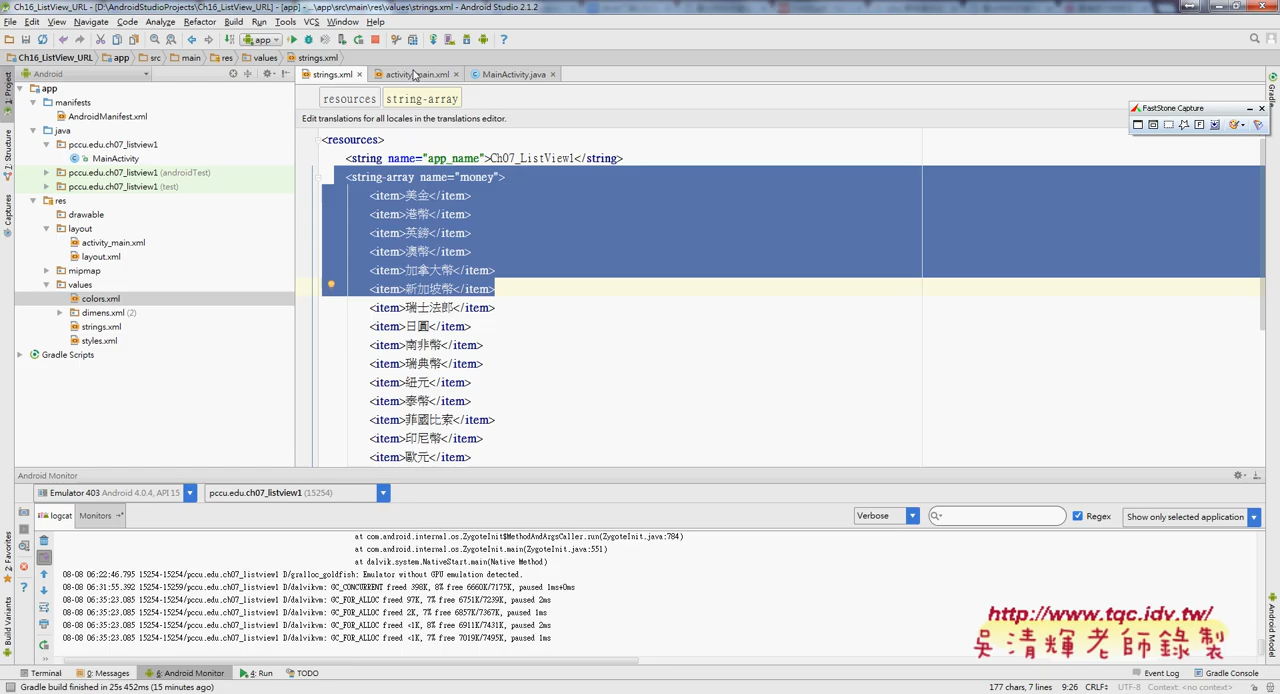 Ch16_ListView_URL - [D:\AndroidStudioProjects\Ch16_ListView_URL] - [app] - ...\app\src\main\res\values\strings.xml - Android Studio 2.1.2
File Edit View Navigate Code Analyze Refactor Build Run Tools VCS Window Help
app
Ch16_ListView_URL app src main res values strings.xml
Android
strings.xml activity_main.xml MainActivity.java
resources string-array
Edit translations for all locales in the translations editor.
FastStone Capture
1: Project
Z: Structure
Captures
2: Favorites
Build Variants
Gradle
Android Model
app
manifests
AndroidManifest.xml
java
pccu.edu.ch07_listview1
MainActivity
pccu.edu.ch07_listview1 (androidTest)
pccu.edu.ch07_listview1 (test)
res
drawable
layout
activity_main.xml
layout.xml
mipmap
values
colors.xml
dimens.xml (2)
strings.xml
styles.xml
Gradle Scripts
<resources>
<string name="app_name">Ch07_ListView1</string>
<string-array name="money">
<item>美金</item>
<item>港幣</item>
<item>英鎊</item>
<item>澳幣</item>
<item>加拿大幣</item>
<item>新加坡幣</item>
<item>瑞士法郎</item>
<item>日圓</item>
<item>南非幣</item>
<item>瑞典幣</item>
<item>紐元</item>
<item>泰幣</item>
<item>菲國比索</item>
<item>印尼幣</item>
<item>歐元</item>
Android Monitor
Emulator 403 Android 4.0.4, API 15 pccu.edu.ch07_listview1 (15254)
logcat Monitors Verbose Regex Show only selected application
at com.android.internal.os.ZygoteInit$MethodAndArgsCaller.run(ZygoteInit.java:784)
at com.android.internal.os.ZygoteInit.main(ZygoteInit.java:551)
at dalvik.system.NativeStart.main(Native Method)
08-08 06:22:46.795 15254-15254/pccu.edu.ch07_listview1 D/gralloc_goldfish: Emulator without GPU emulation detected.
08-08 06:31:55.392 15254-15254/pccu.edu.ch07_listview1 D/dalvikvm: GC_CONCURRENT freed 398K, 8% free 6660K/7175K, paused 1ms+0ms
08-08 06:35:23.085 15254-15254/pccu.edu.ch07_listview1 D/dalvikvm: GC_FOR_ALLOC freed 97K, 7% free 6751K/7239K, paused 2ms
08-08 06:35:23.085 15254-15254/pccu.edu.ch07_listview1 D/dalvikvm: GC_FOR_ALLOC freed 2K, 7% free 6857K/7367K, paused 1ms
08-08 06:35:23.085 15254-15254/pccu.edu.ch07_listview1 D/dalvikvm: GC_FOR_ALLOC freed <1K, 8% free 6911K/7431K, paused 2ms
08-08 06:35:23.085 15254-15254/pccu.edu.ch07_listview1 D/dalvikvm: GC_FOR_ALLOC freed <1K, 7% free 7019K/7495K, paused 1ms
http://www.tqc.idv.tw/
吳清輝老師錄製
Terminal 0: Messages 6: Android Monitor 4: Run TODO Event Log Gradle Console
Gradle build finished in 25s 452ms (15 minutes ago) 177 chars, 7 lines 9:26 CRLF UTF-8 Context: <no context>